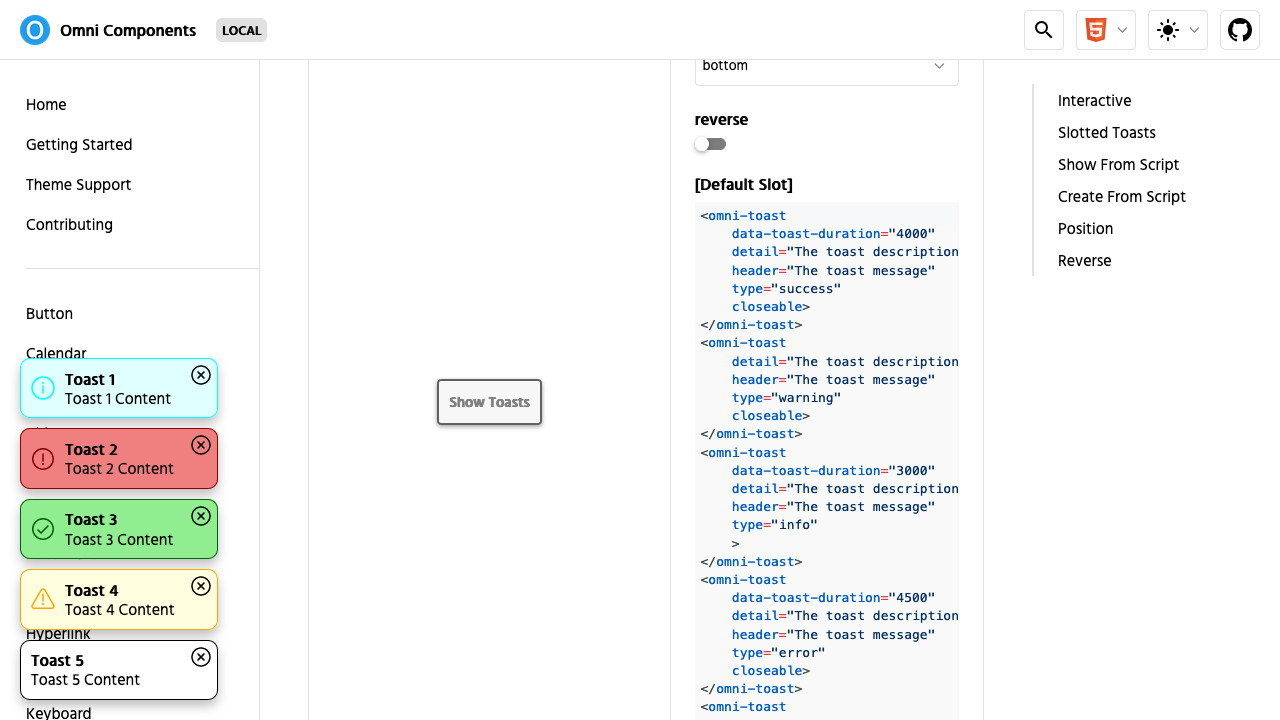 Omni Components
LOCAL
Home
Getting Started
Theme Support
Contributing
Button
Calendar
Toast 1
Toast 1 Content
Toast 2
Toast 2 Content
Toast 3
Toast 3 Content
Toast 4
Toast 4 Content
Hyperlink
Toast 5
Toast 5 Content
Keyboard
Show Toasts
bottom
reverse
[Default Slot]
<omni-toast
data-toast-duration="4000"
detail="The toast description
header="The toast message"
type="success"
closeable>
</omni-toast>
<omni-toast
detail="The toast description
header="The toast message"
type="warning"
closeable>
</omni-toast>
<omni-toast
data-toast-duration="3000"
detail="The toast description
header="The toast message"
type="info"
>
</omni-toast>
<omni-toast
data-toast-duration="4500"
detail="The toast description
header="The toast message"
type="error"
closeable>
</omni-toast>
<omni-toast
Interactive
Slotted Toasts
Show From Script
Create From Script
Position
Reverse